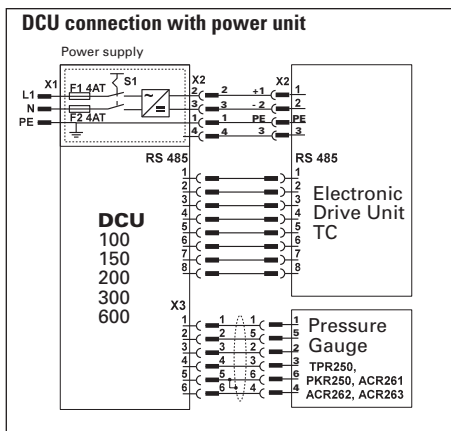 DCU connection with power unit
Power supply
X1 F1 4AT S1 X2 X2
L1 2 2 +1 1
N 3 3 - 2 2
PE 1 1 PE PE
F2 4AT 4 4 3 3
RS 485 RS 485
1 1
2 2
3 3
4 4
5 5
6 6
7 7
8 8
DCU
100
150
200
300
600
Electronic
Drive Unit
TC
X3
1 1 1 1
2 2 5 5
3 3 2 2
4 4 3 3
5 5 6 6
6 6 4 4
Pressure
Gauge
TPR250,
PKR250, ACR261
ACR262, ACR263